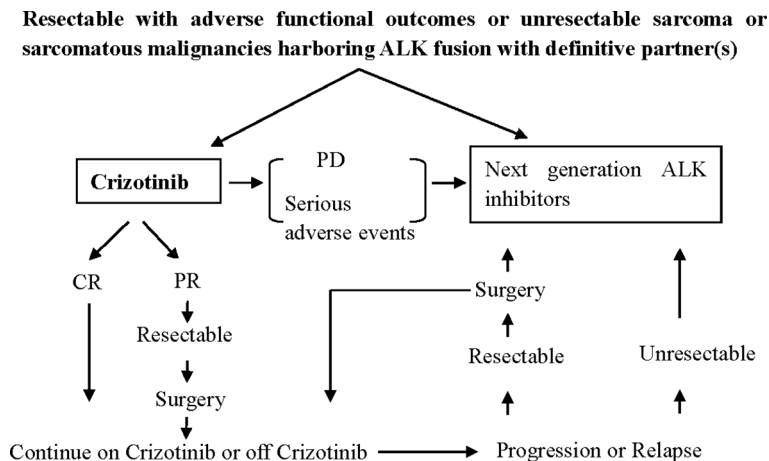 Resectable with adverse functional outcomes or unresectable sarcoma or
sarcomatous malignancies harboring ALK fusion with definitive partner(s)
Crizotinib
PD
Serious
adverse events
Next generation ALK
inhibitors
CR
PR
Resectable
Surgery
Surgery
Resectable
Unresectable
Continue on Crizotinib or off Crizotinib
Progression or Relapse